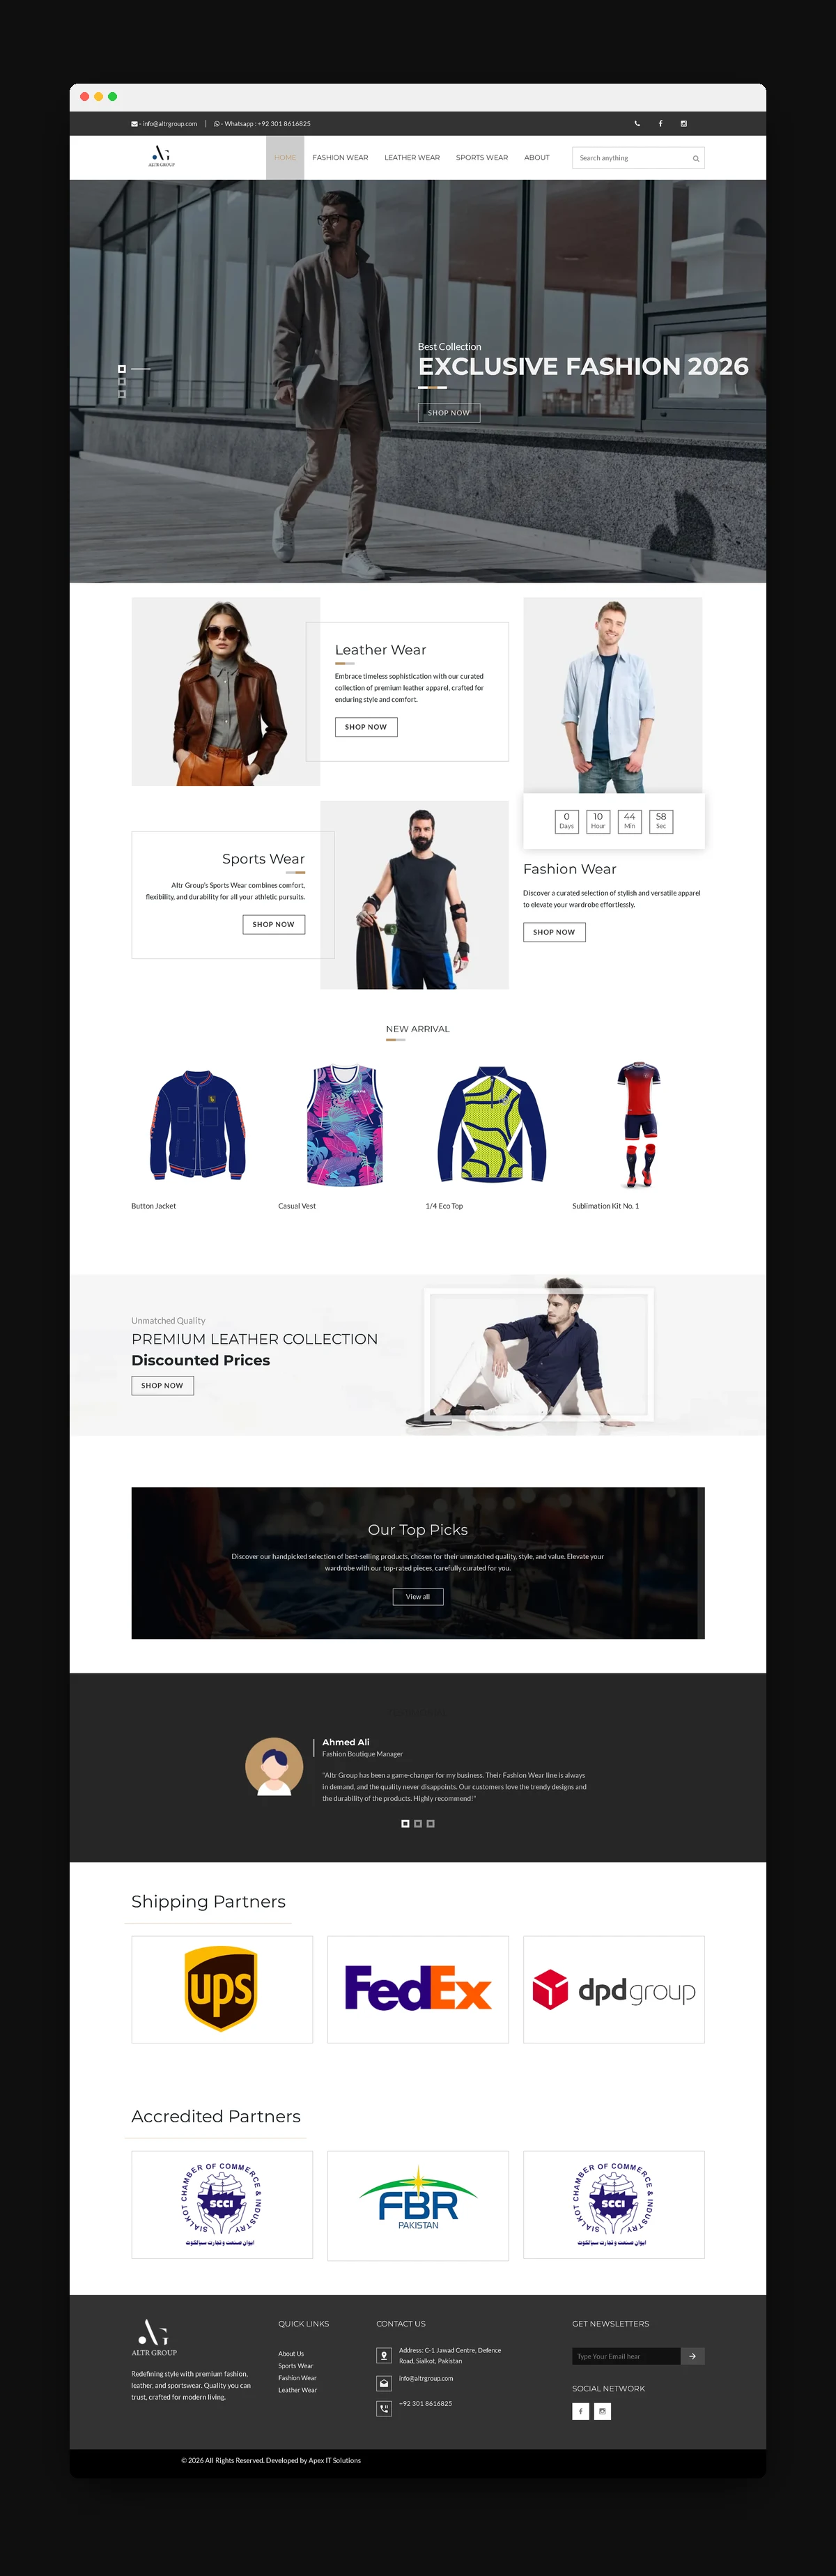 - info@altrgroup.com
- Whatsapp : +92 301 8616825
ALTR GROUP
HOME
FASHION WEAR
LEATHER WEAR
SPORTS WEAR
ABOUT
Search anything
Best Collection
EXCLUSIVE FASHION 2026
SHOP NOW
Leather Wear
Embrace timeless sophistication with our curated
collection of premium leather apparel, crafted for
enduring style and comfort.
SHOP NOW
Sports Wear
Altr Group's Sports Wear combines comfort,
flexibility, and durability for all your athletic pursuits.
SHOP NOW
0
Days
10
Hour
44
Min
58
Sec
Fashion Wear
Discover a curated selection of stylish and versatile apparel
to elevate your wardrobe effortlessly.
SHOP NOW
NEW ARRIVAL
Button Jacket
Casual Vest
1/4 Eco Top
Sublimation Kit No. 1
Unmatched Quality
PREMIUM LEATHER COLLECTION
Discounted Prices
SHOP NOW
Our Top Picks
Discover our handpicked selection of best-selling products, chosen for their unmatched quality, style, and value. Elevate your
wardrobe with our top-rated pieces, carefully curated for you.
View all
Ahmed Ali
Fashion Boutique Manager
"Altr Group has been a game-changer for my business. Their Fashion Wear line is always
in demand, and the quality never disappoints. Our customers love the trendy designs and
the durability of the products. Highly recommend!"
Shipping Partners
ups
FedEx
dpdgroup
Accredited Partners
SIALKOT CHAMBER OF COMMERCE & INDUSTRY
SCCI
ایوان صنعت و تجارت سیالکوٹ
FBR
PAKISTAN
SIALKOT CHAMBER OF COMMERCE & INDUSTRY
SCCI
ایوان صنعت و تجارت سیالکوٹ
ALTR GROUP
Redefining style with premium fashion,
leather, and sportswear. Quality you can
trust, crafted for modern living.
QUICK LINKS
About Us
Sports Wear
Fashion Wear
Leather Wear
CONTACT US
Address: C-1 Jawad Centre, Defence
Road, Sialkot, Pakistan
info@altrgroup.com
+92 301 8616825
GET NEWSLETTERS
Type Your Email hear
SOCIAL NETWORK
© 2026 All Rights Reserved. Developed by Apex IT Solutions